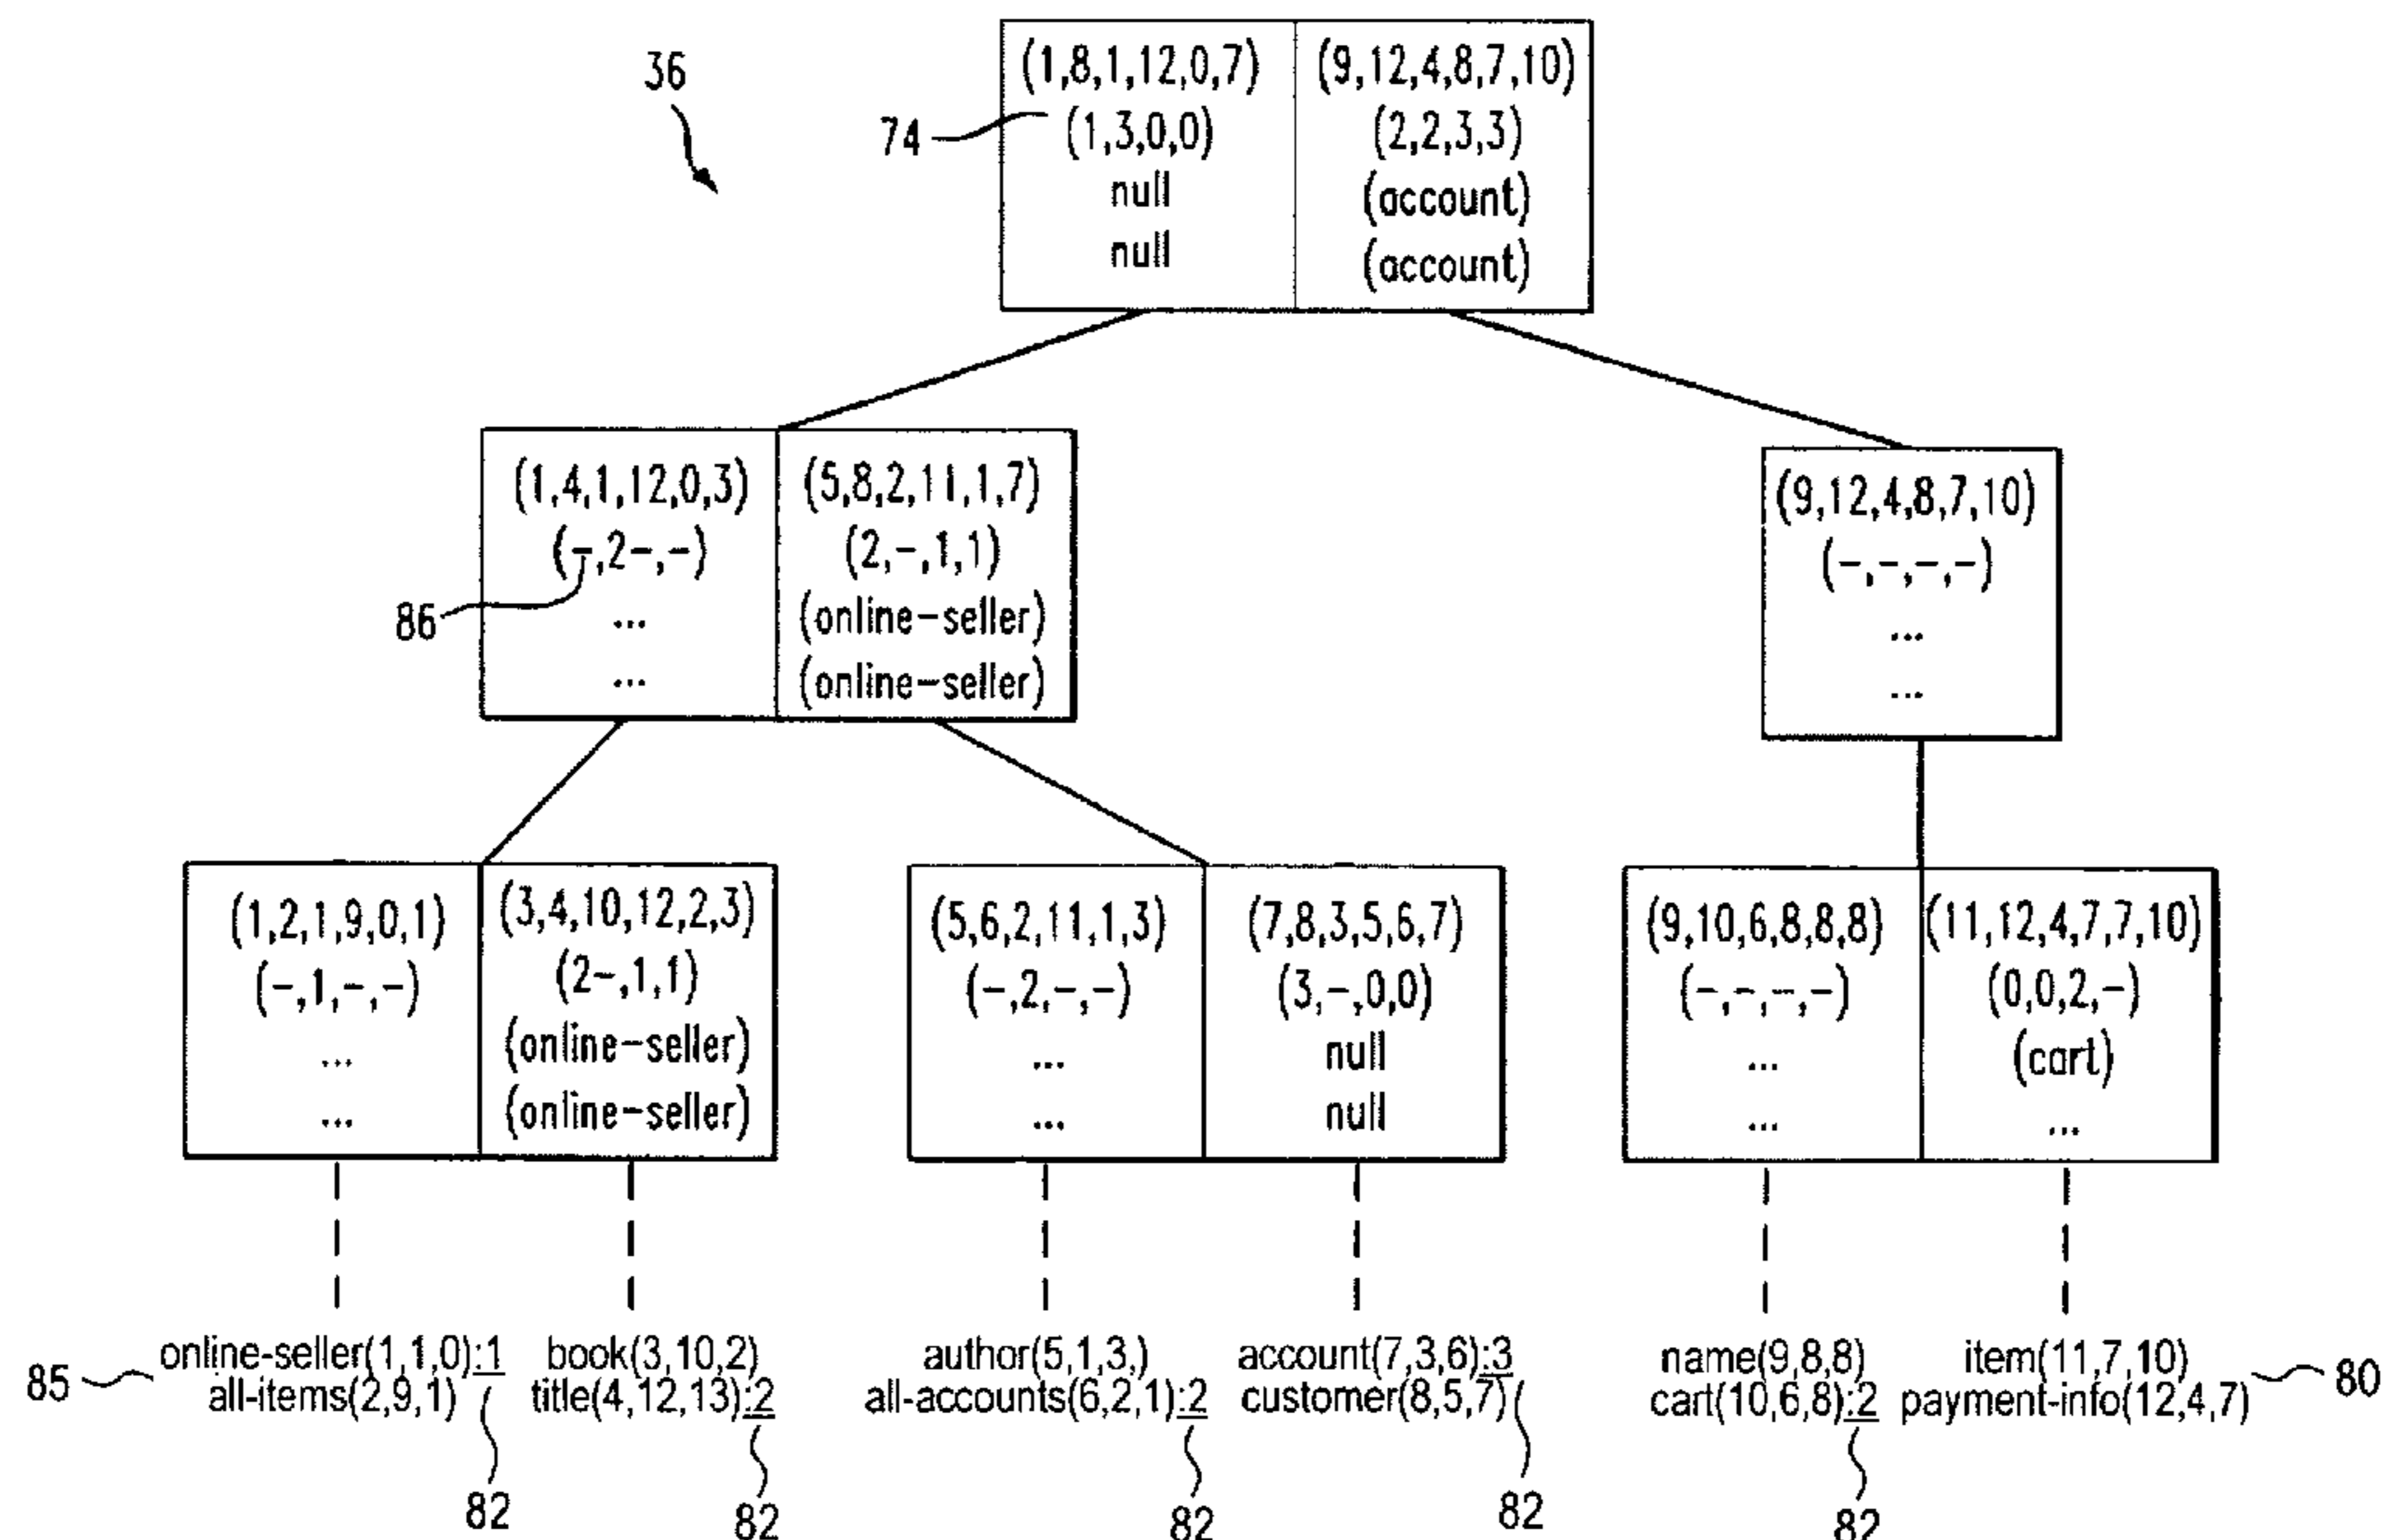 36
74
(1,8,1,12,0,7)
(1,3,0,0)
null
null
(9,12,4,8,7,10)
(2,2,3,3)
(account)
(account)
86
(1,4,1,12,0,3)
(-,2-,-)
...
...
(5,8,2,11,1,7)
(2,-,1,1)
(online-seller)
(online-seller)
(9,12,4,8,7,10)
(-,-,-,-)
...
...
(1,2,1,9,0,1)
(-,1,-,-)
...
...
(3,4,10,12,2,3)
(2-,1,1)
(online-seller)
(online-seller)
(5,6,2,11,1,3)
(-,2,-,-)
...
...
(7,8,3,5,6,7)
(3,-,0,0)
null
null
(9,10,6,8,8,8)
(-,-,-,-)
...
...
(11,12,4,7,7,10)
(0,0,2,-)
(cart)
...
85
online-seller(1,1,0):1
all-items(2,9,1)
book(3,10,2)
title(4,12,13):2
author(5,1,3,)
all-accounts(6,2,1):2
account(7,3,6):3
customer(8,5,7)
name(9,8,8)
cart(10,6,8):2
item(11,7,10)
payment-info(12,4,7)
80
82
82
82
82
82